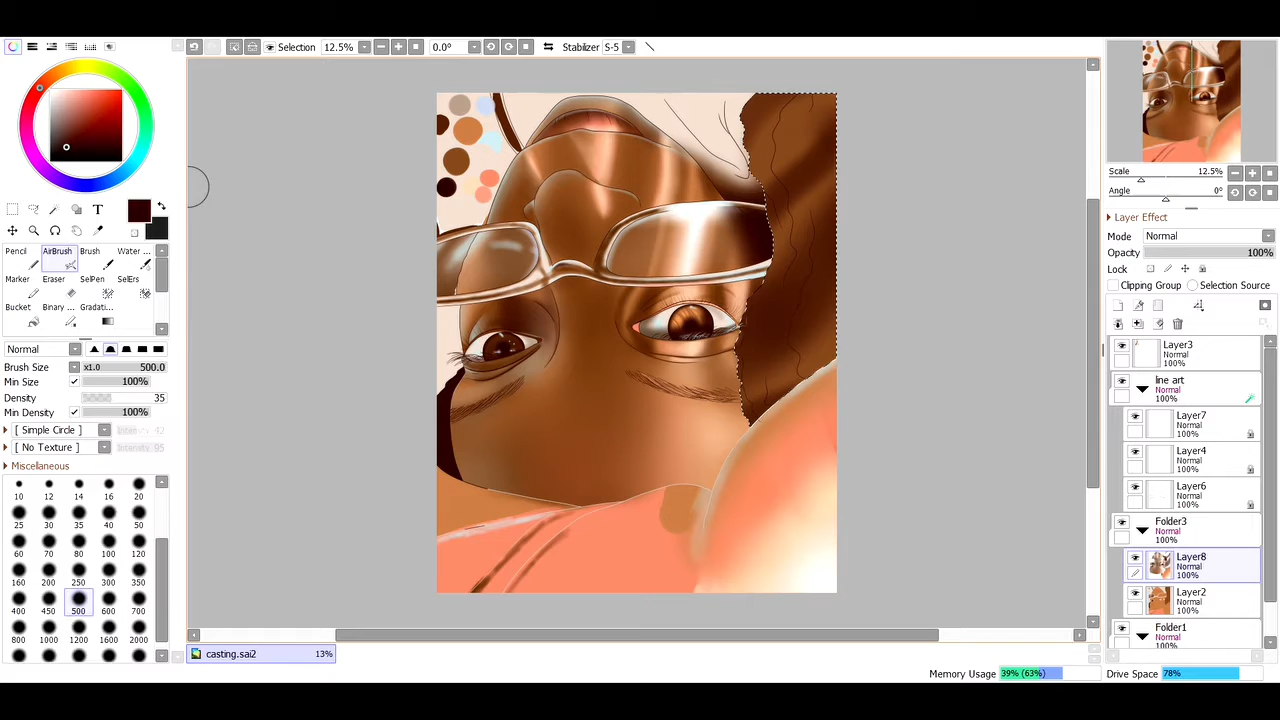 Selection 12.5% 0.0° Stabilizer S-5
T
Pencil AirBrush Brush Water ...
Marker Eraser SelPen SelErs
Bucket Binary ... Gradati...
Normal
Brush Size x1.0 500.0
Min Size 100%
Density 35
Min Density 100%
[ Simple Circle ] 42
[ No Texture ] Intensity 95
Miscellaneous
10 12 14 16 20
25 30 35 40 50
60 70 80 100 120
160 200 250 300 350
400 450 500 600 700
800 1000 1200 1600 2000
casting.sai2 13%
Scale 12.5%
Angle 0°
Layer Effect
Mode Normal
Opacity 100%
Lock
Clipping Group Selection Source
Layer3
Normal
100%
line art
Normal
100%
Layer7
Normal
100%
Layer4
Normal
100%
Layer6
Normal
100%
Folder3
Normal
100%
Layer8
Normal
100%
Layer2
Normal
100%
Folder1
Normal
100%
Memory Usage 39% (63%) Drive Space 78%